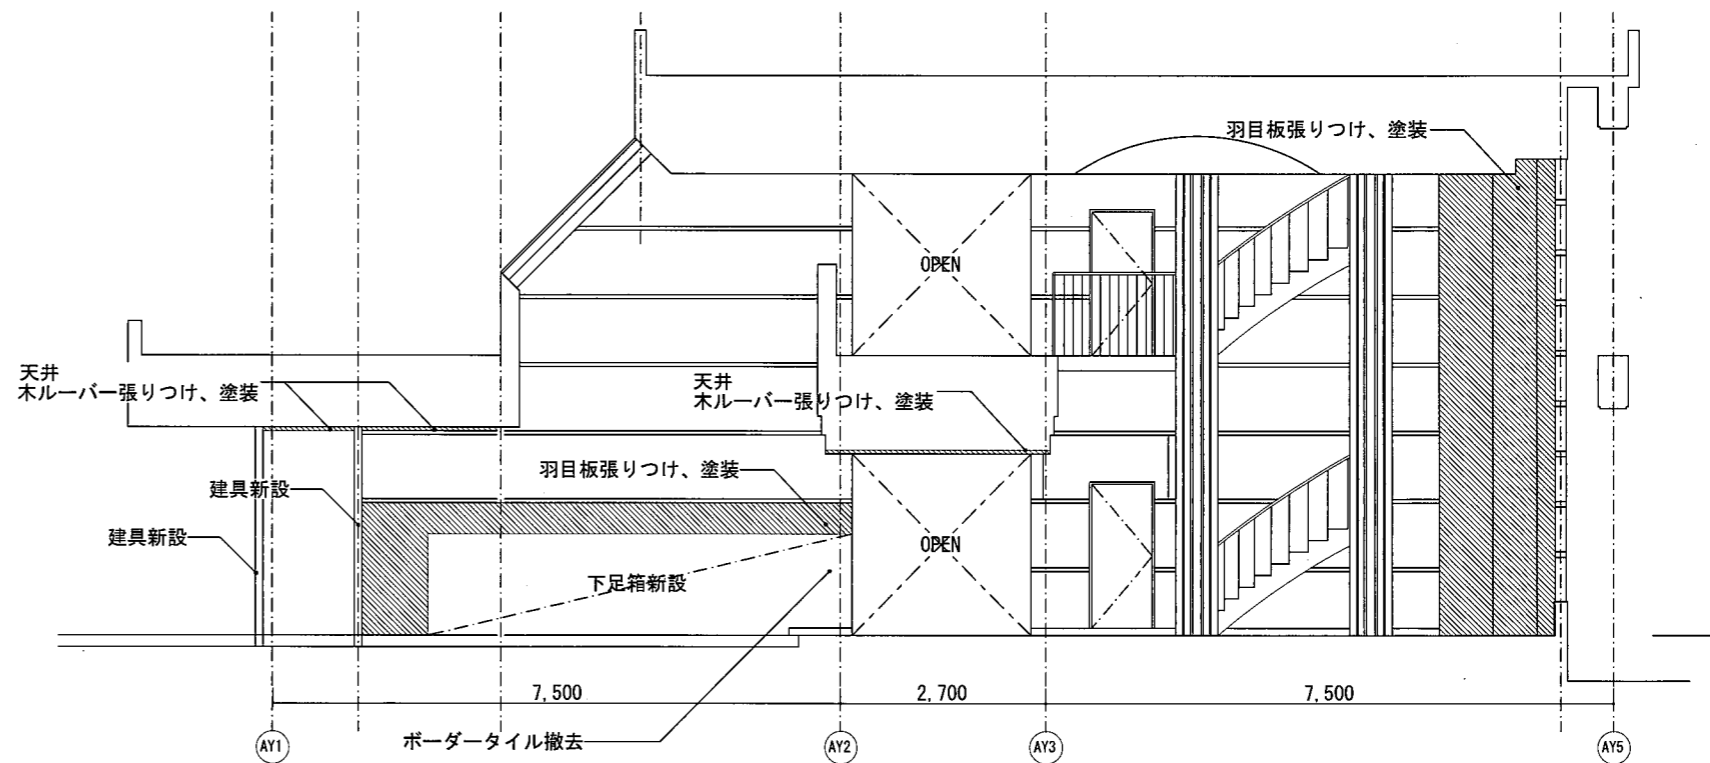 羽目板張りつけ、塗装
OPEN
天井
木ルーバー張りつけ、塗装
天井
木ルーバー張りつけ、塗装
羽目板張りつけ、塗装
建具新設
建具新設
OPEN
下足箱新設
7,500
2,700
7,500
ボーダータイル撤去
AY1
AY2
AY3
AY5